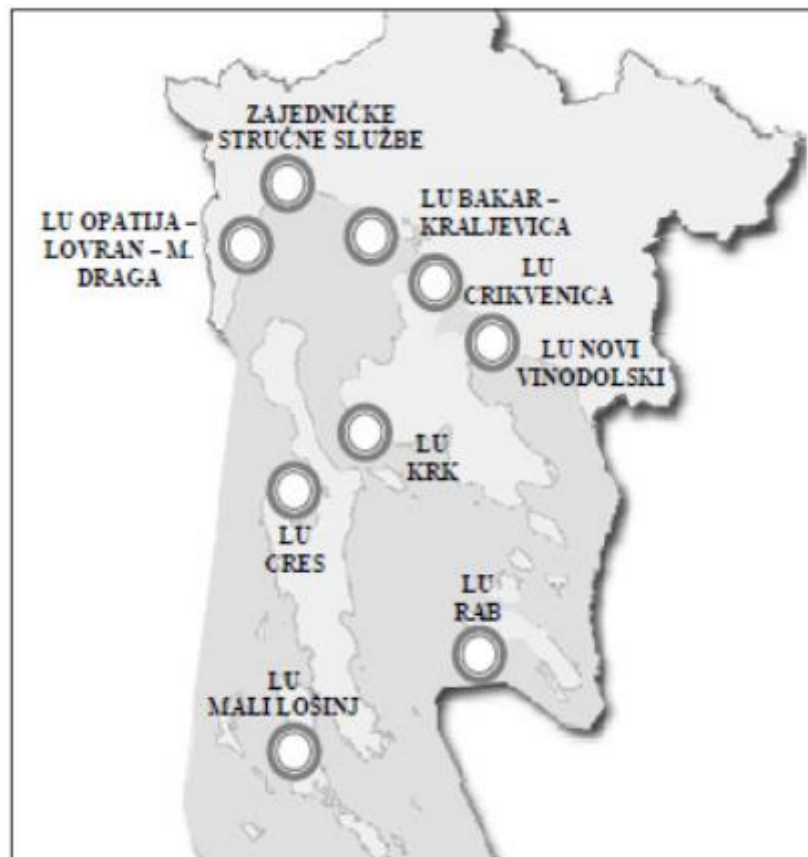 ZAJEDNIČKE
STRUČNE SLUŽBE
LU OPATIJA –
LOVRAN – M.
DRAGA
LU BAKAR –
KRALJEVICA
LU
CRIKVENICA
LU NOVI
VINODOLSKI
LU
KRK
LU
CRES
LU
RAB
LU
MALI LOŠINJ